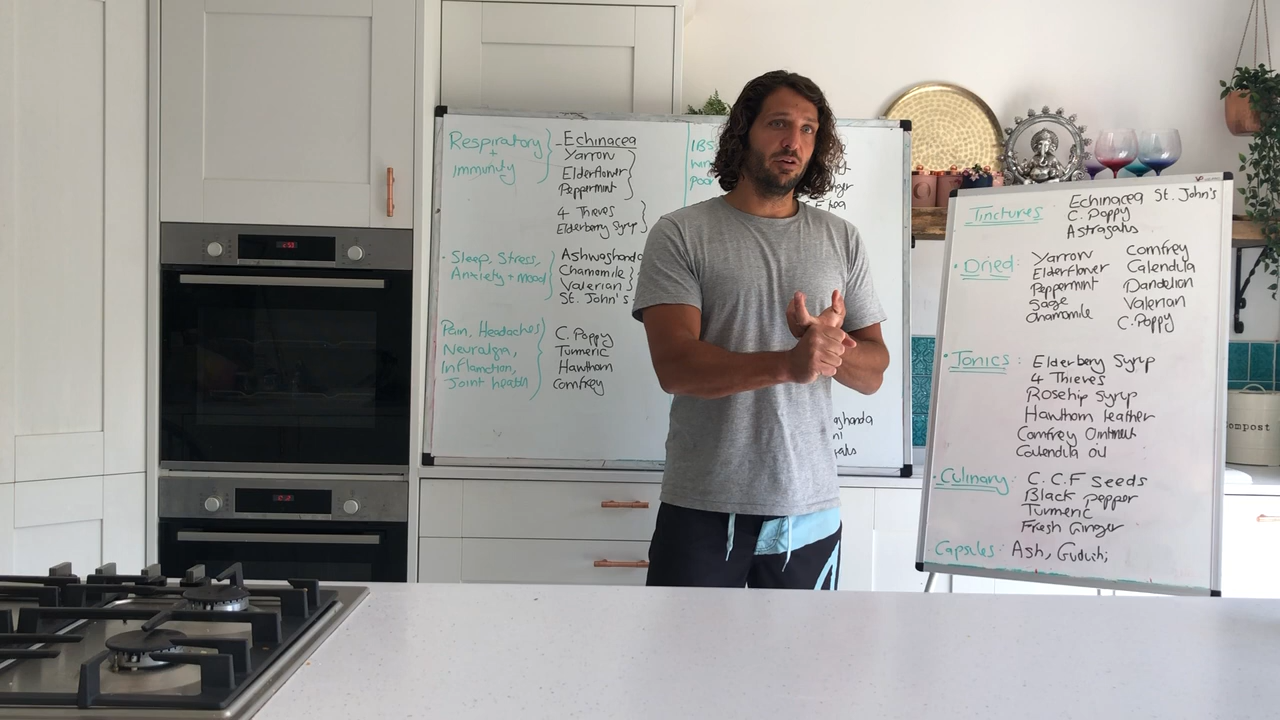 Respiratory
+
Immunity
Echinacea
Yarrow
Elderflower
Peppermint
4 Thieves
Elderberry Syrup
Sleep, Stress,
Anxiety + Mood
Ashwaghanda
Chamomile
Valerian
St. John's
Pain, Headaches
Neuralgia,
Inflamction,
Joint health
C. Poppy
Turmeric
Hawthorn
Comfrey
IBS
Tinctures
Echinacea St. John's
C. Poppy
Astragalus
Dried:
Yarrow
Elderflower
Peppermint
Sage
Chamomile
Comfrey
Calendula
Dandelion
Valerian
C. Poppy
Tonics:
Elderberry Syrup
4 Thieves
Rosehip Syrup
Hawthorn leather
Comfrey Ointment
Calendula oil
Culinary
C.C.F Seeds
Black pepper
Turmeric
Fresh Ginger
Capsules: Ash, Guduchi
Compost